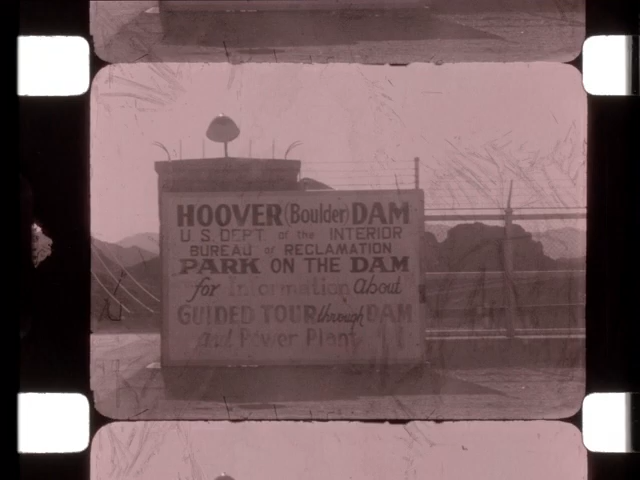 HOOVER (Boulder) DAM
U.S. DEPT of the INTERIOR
BUREAU of RECLAMATION
PARK ON THE DAM
for Information About
GUIDED TOUR through DAM
and Power Plant